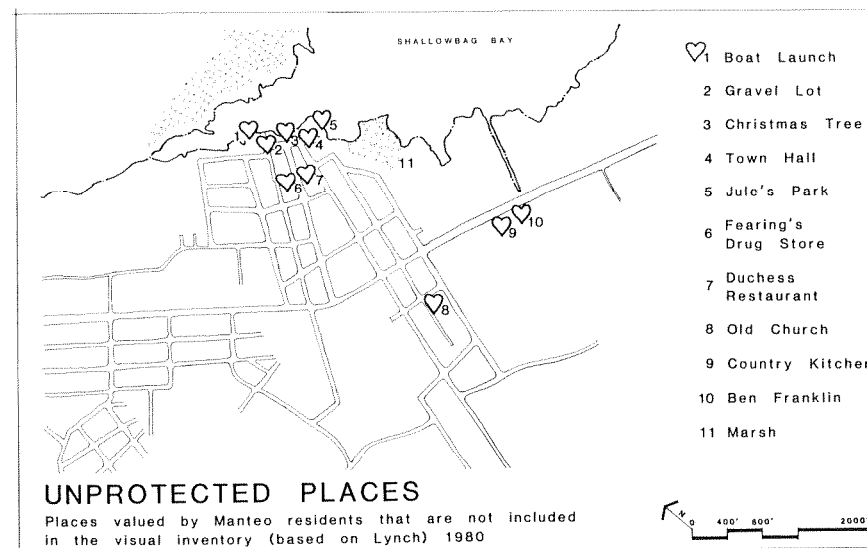 SHALLOWBAG BAY
1
2
3
4
5
6
7
8
9
10
11
1 Boat Launch
2 Gravel Lot
3 Christmas Tree
4 Town Hall
5 Jule's Park
6 Fearing's
Drug Store
7 Duchess
Restaurant
8 Old Church
9 Country Kitchen
10 Ben Franklin
11 Marsh
UNPROTECTED PLACES
Places valued by Manteo residents that are not included
in the visual inventory (based on Lynch) 1980
N
0 400' 800' 2000'